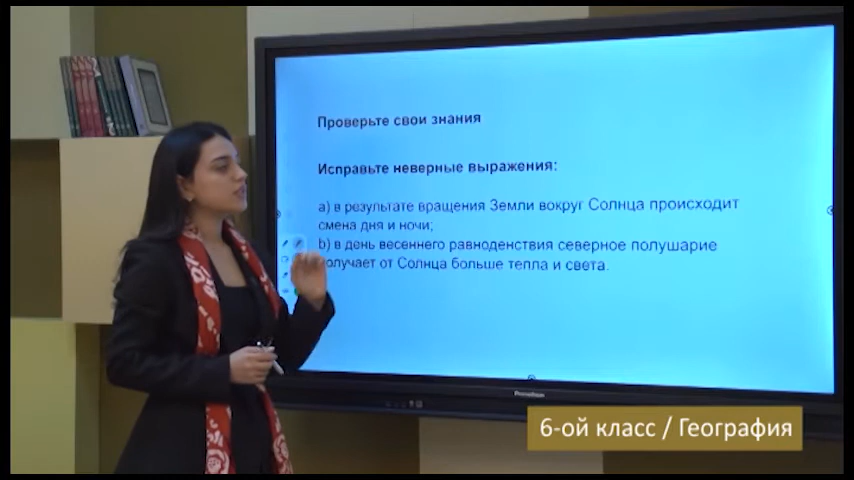 Проверьте свои знания
Исправьте неверные выражения:
a) в результате вращения Земли вокруг Солнца происходит
смена дня и ночи;
b) в день весеннего равноденствия северное полушарие
получает от Солнца больше тепла и света.
Promethean
6-ой класс / География